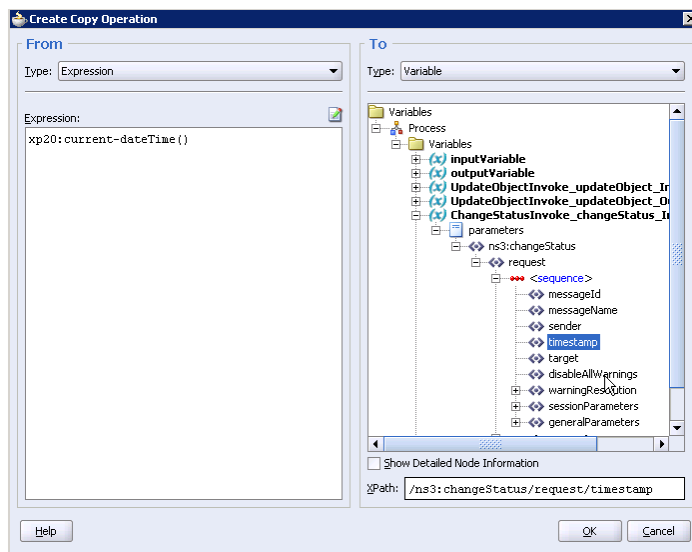 Create Copy Operation
From
Type: Expression
Expression:
xp20:current-dateTime()
To
Type: Variable
Variables
Process
Variables
(x) inputVariable
(x) outputVariable
(x) UpdateObjectInvoke_updateObject_In
(x) UpdateObjectInvoke_updateObject_O
(x) ChangeStatusInvoke_changeStatus_In
parameters
ns3:changeStatus
request
<sequence>
messageId
messageName
sender
timestamp
target
disableAllWarnings
warningResolution
sessionParameters
generalParameters
Show Detailed Node Information
XPath: /ns3:changeStatus/request/timestamp
Help
OK
Cancel